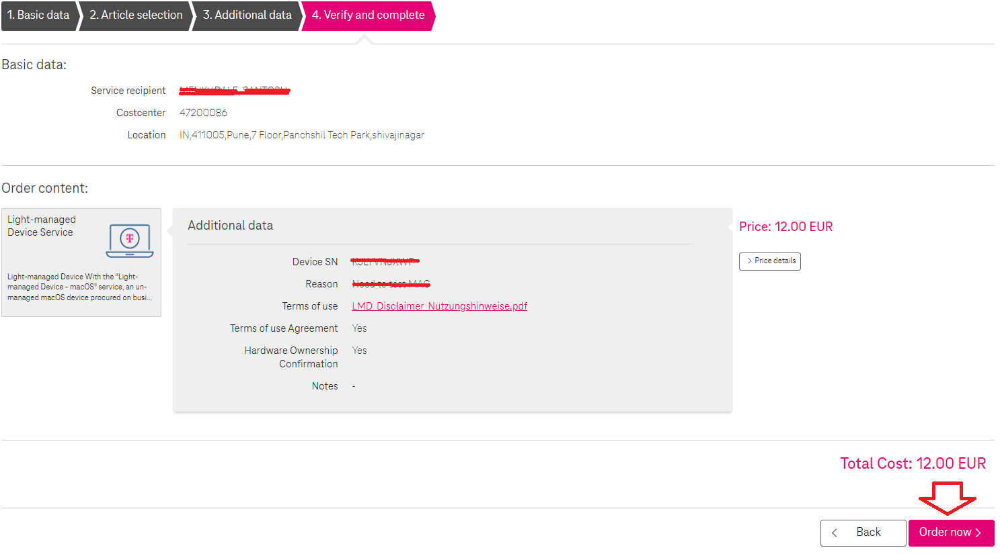 1. Basic data
2. Article selection
3. Additional data
4. Verify and complete
Basic data:
Service recipient
Costcenter 47200086
Location IN,411005,Pune,7 Floor,Panchshil Tech Park,shivajinagar
Order content:
Light-managed
Device Service
T
Light-managed Device With the "Light-
managed Device - macOS" service, an un-
managed macOS device procured on busi...
Additional data
Device SN
Reason
Terms of use LMD_Disclaimer_Nutzungshinweise.pdf
Terms of use Agreement Yes
Hardware Ownership Yes
Confirmation
Notes -
Price: 12.00 EUR
> Price details
Total Cost: 12.00 EUR
< Back
Order now >